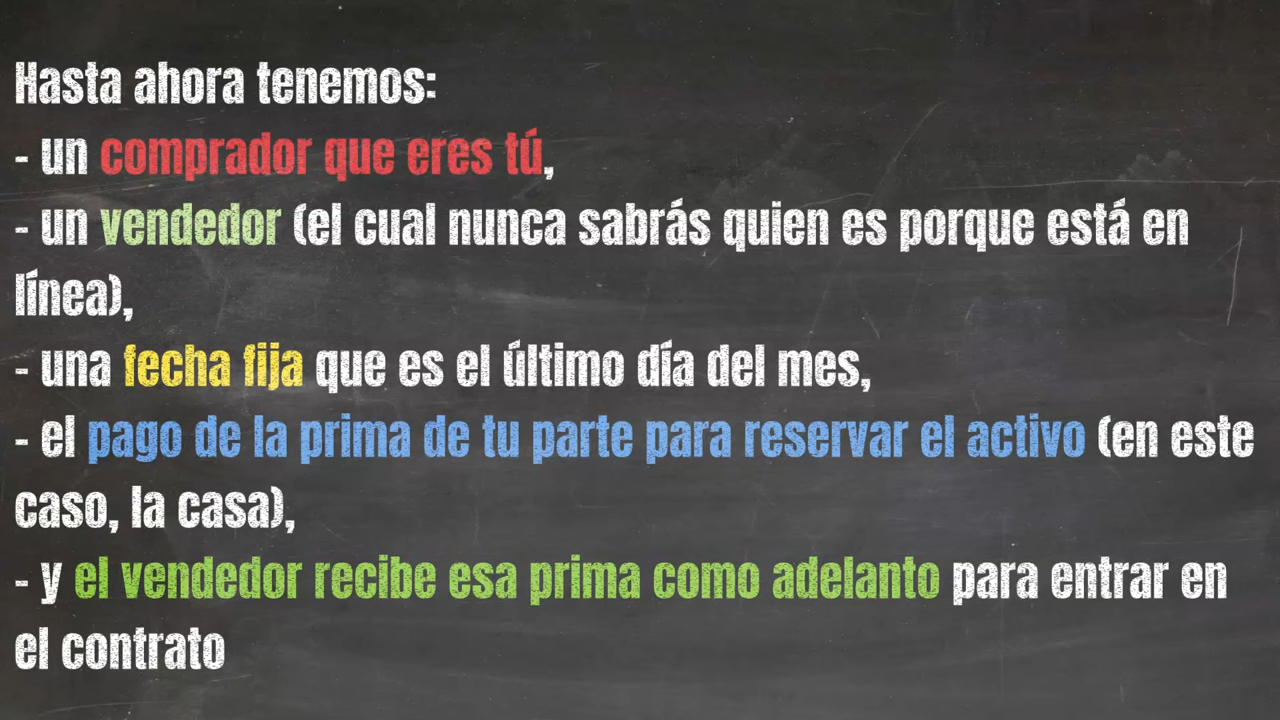 Hasta ahora tenemos:
- un comprador que eres tú,
- un vendedor (el cual nunca sabrás quien es porque está en
línea),
- una fecha fija que es el último día del mes,
- el pago de la prima de tu parte para reservar el activo (en este
caso, la casa),
- y el vendedor recibe esa prima como adelanto para entrar en
el contrato